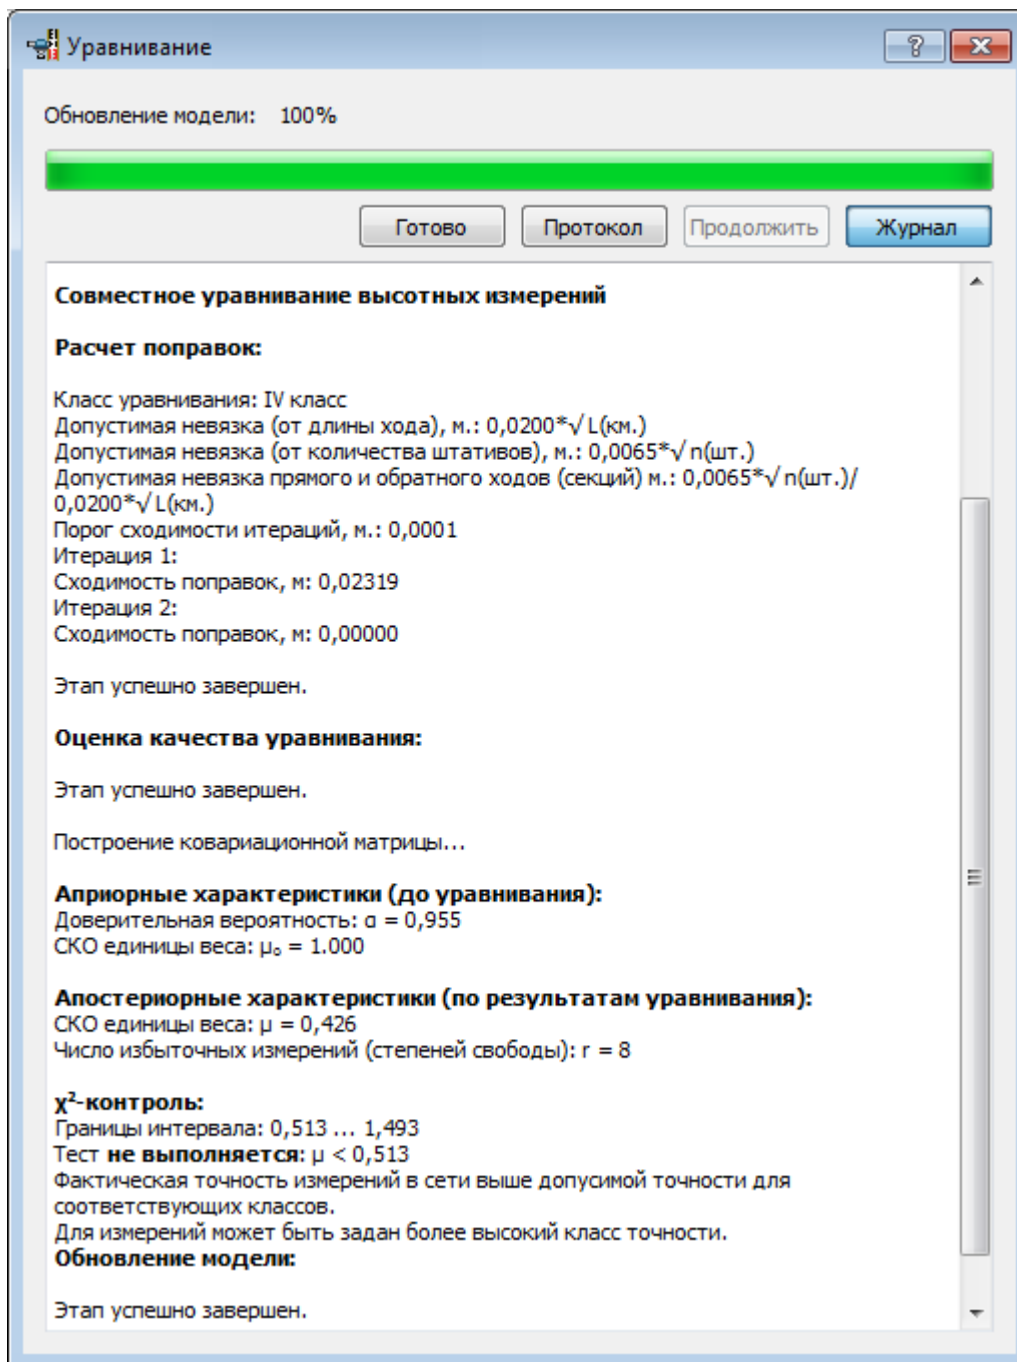 Уравнивание
Обновление модели: 100%
Готово
Протокол
Продолжить
Журнал
Совместное уравнивание высотных измерений
Расчет поправок:
Класс уравнивания: IV класс
Допустимая невязка (от длины хода), м.: 0,0200*√ L(км.)
Допустимая невязка (от количества штативов), м.: 0,0065*√ n(шт.)
Допустимая невязка прямого и обратного ходов (секций) м.: 0,0065*√ n(шт.)/
0,0200*√ L(км.)
Порог сходимости итераций, м.: 0,0001
Итерация 1:
Сходимость поправок, м: 0,02319
Итерация 2:
Сходимость поправок, м: 0,00000
Этап успешно завершен.
Оценка качества уравнивания:
Этап успешно завершен.
Построение ковариационной матрицы...
Априорные характеристики (до уравнивания):
Доверительная вероятность: α = 0,955
СКО единицы веса: µ₀ = 1.000
Апостериорные характеристики (по результатам уравнивания):
СКО единицы веса: µ = 0,426
Число избыточных измерений (степеней свободы): r = 8
χ²-контроль:
Границы интервала: 0,513 ... 1,493
Тест не выполняется: µ < 0,513
Фактическая точность измерений в сети выше допусимой точности для
соответствующих классов.
Для измерений может быть задан более высокий класс точности.
Обновление модели:
Этап успешно завершен.